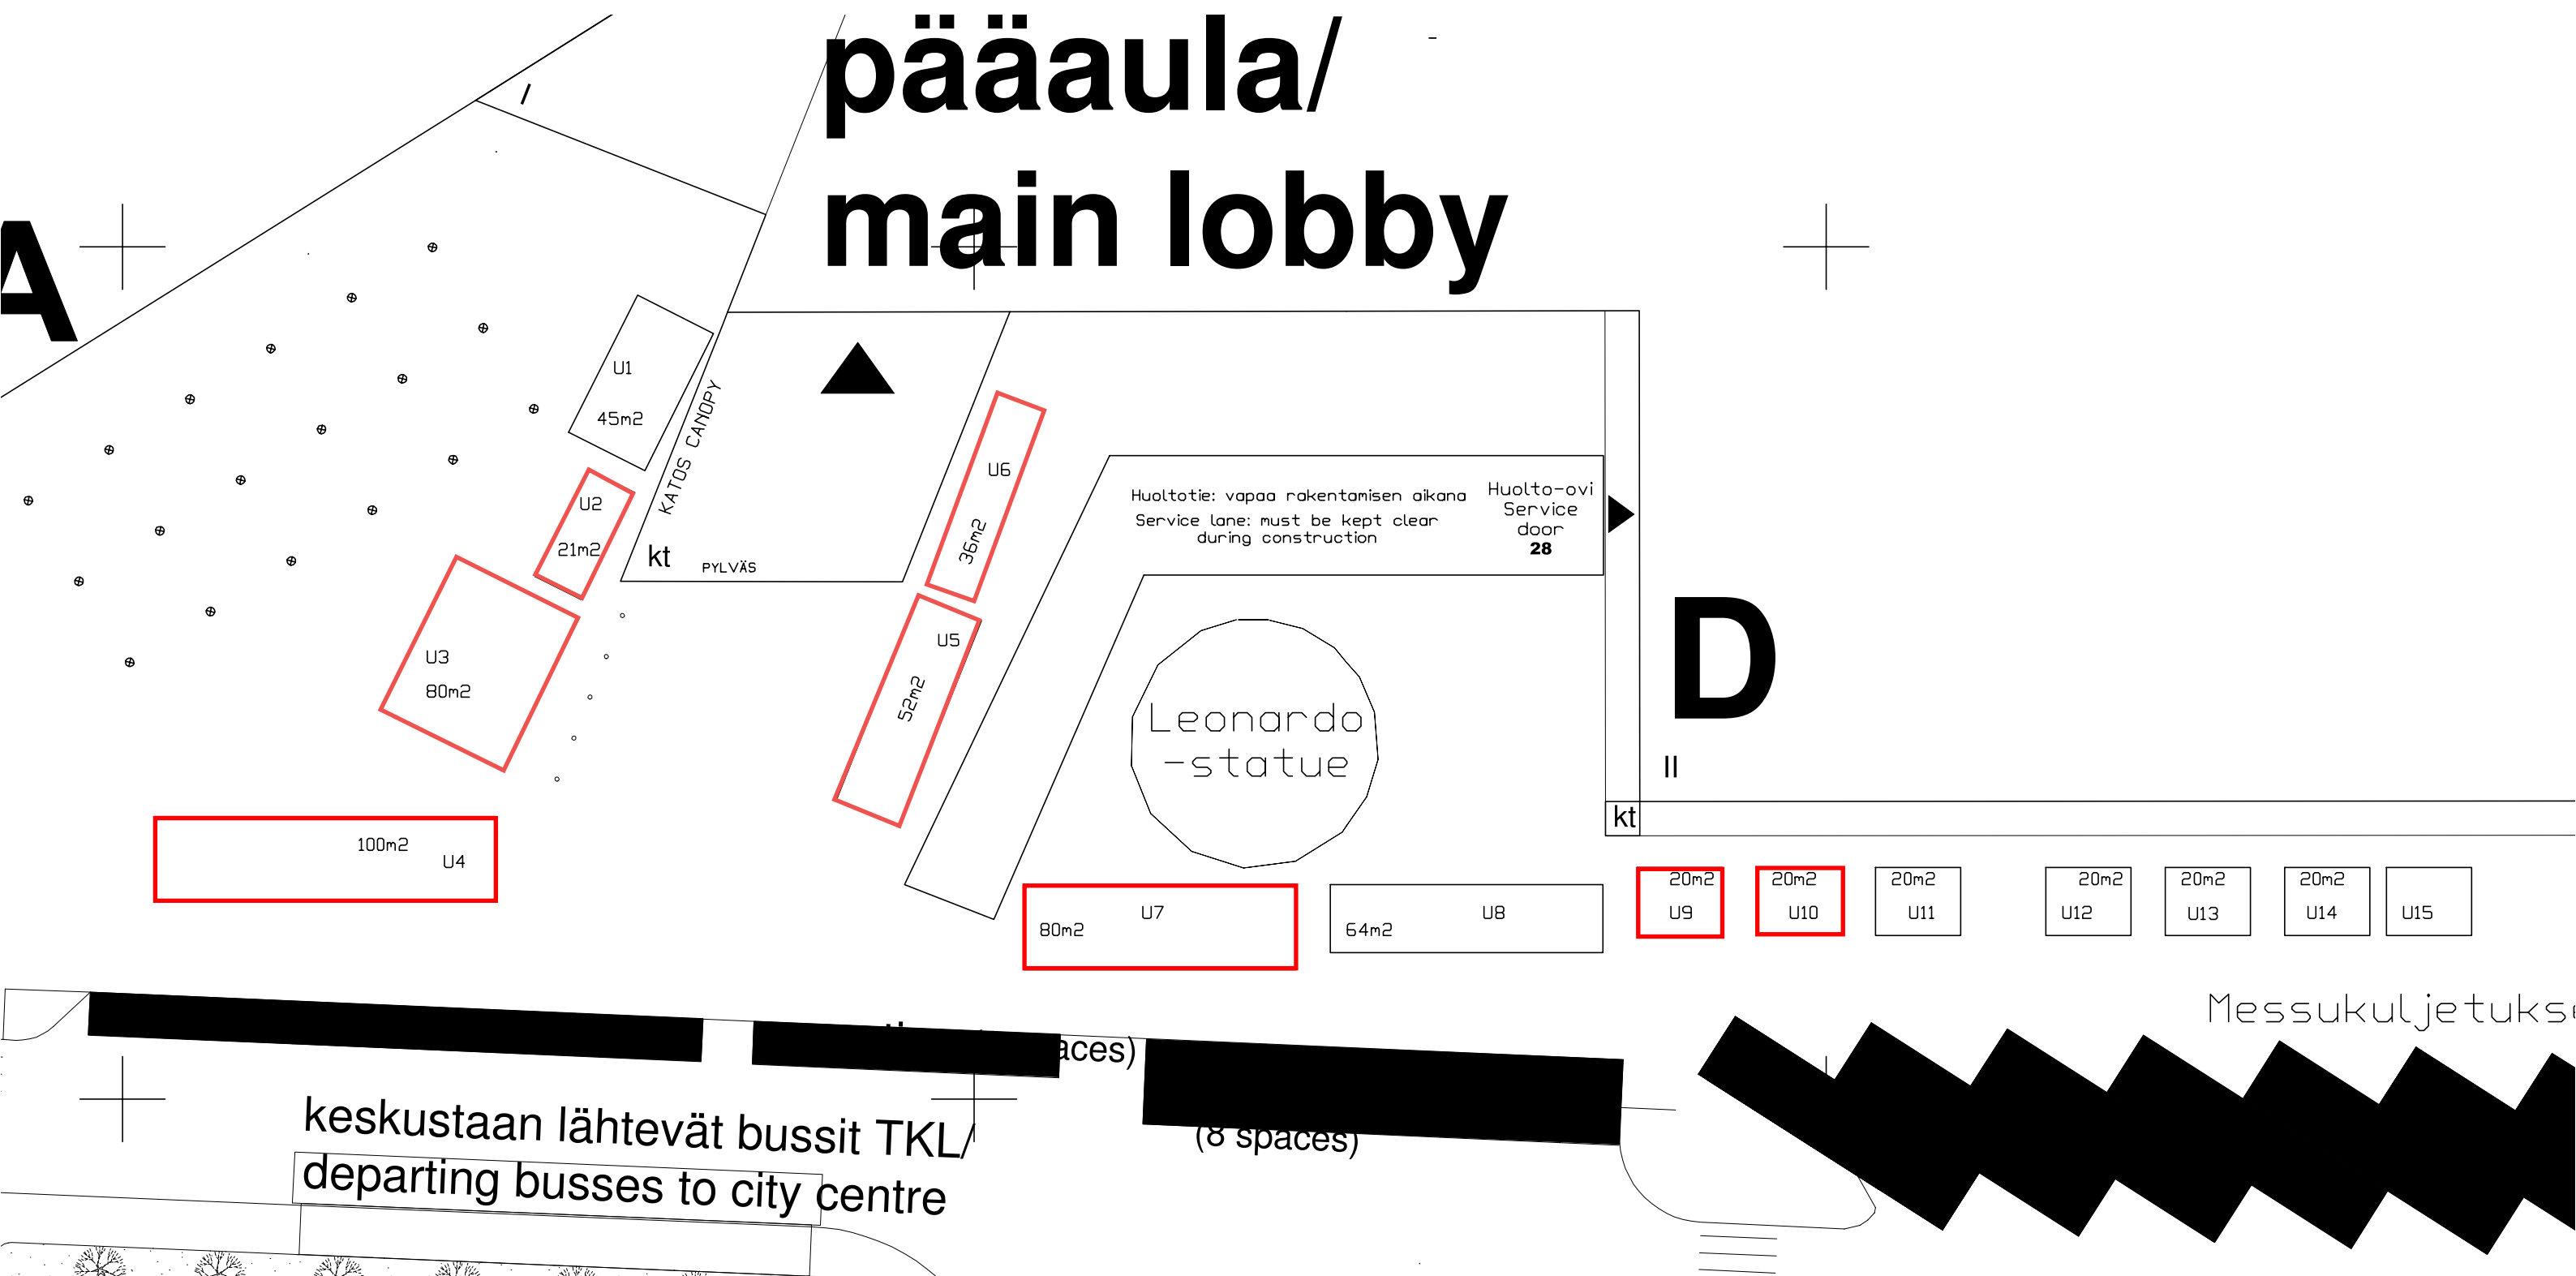 pääaula/
main lobby
A
U1
45m2
KATOS CANOPY
U2
21m2
kt
PYLVÄS
U6
36m2
Huoltotie: vapaa rakentamisen aikana
Service lane: must be kept clear
during construction
Huolto-ovi
Service
door
28
U3
80m2
U5
52m2
D
Leonardo
-statue
II
kt
100m2
U4
U7
80m2
U8
64m2
20m2
U9
20m2
U10
20m2
U11
20m2
U12
20m2
U13
20m2
U14
U15
aces)
(8 spaces)
keskustaan lähtevät bussit TKL/
departing busses to city centre